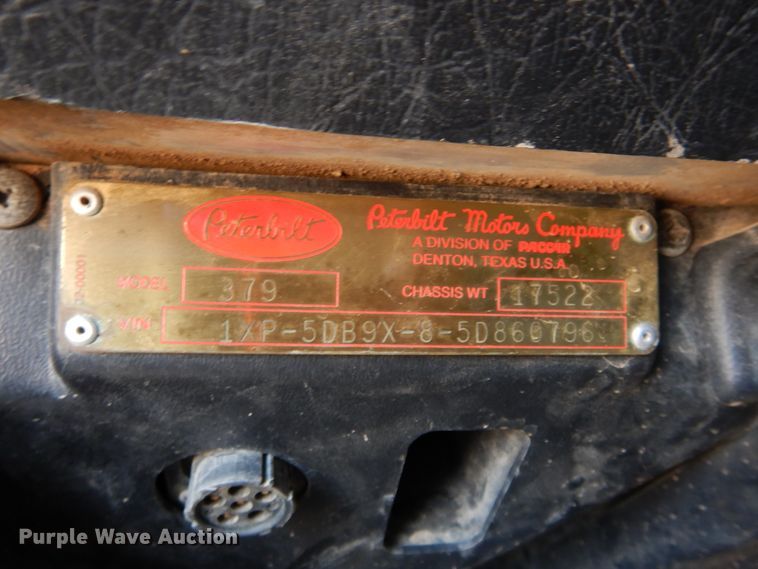 Peterbilt
Peterbilt Motors Company
A DIVISION OF PACCAR
DENTON, TEXAS U.S.A.
MODEL 379
CHASSIS WT 17522
VIN 1XP-5DB9X-8-5D860796
Purple Wave Auction